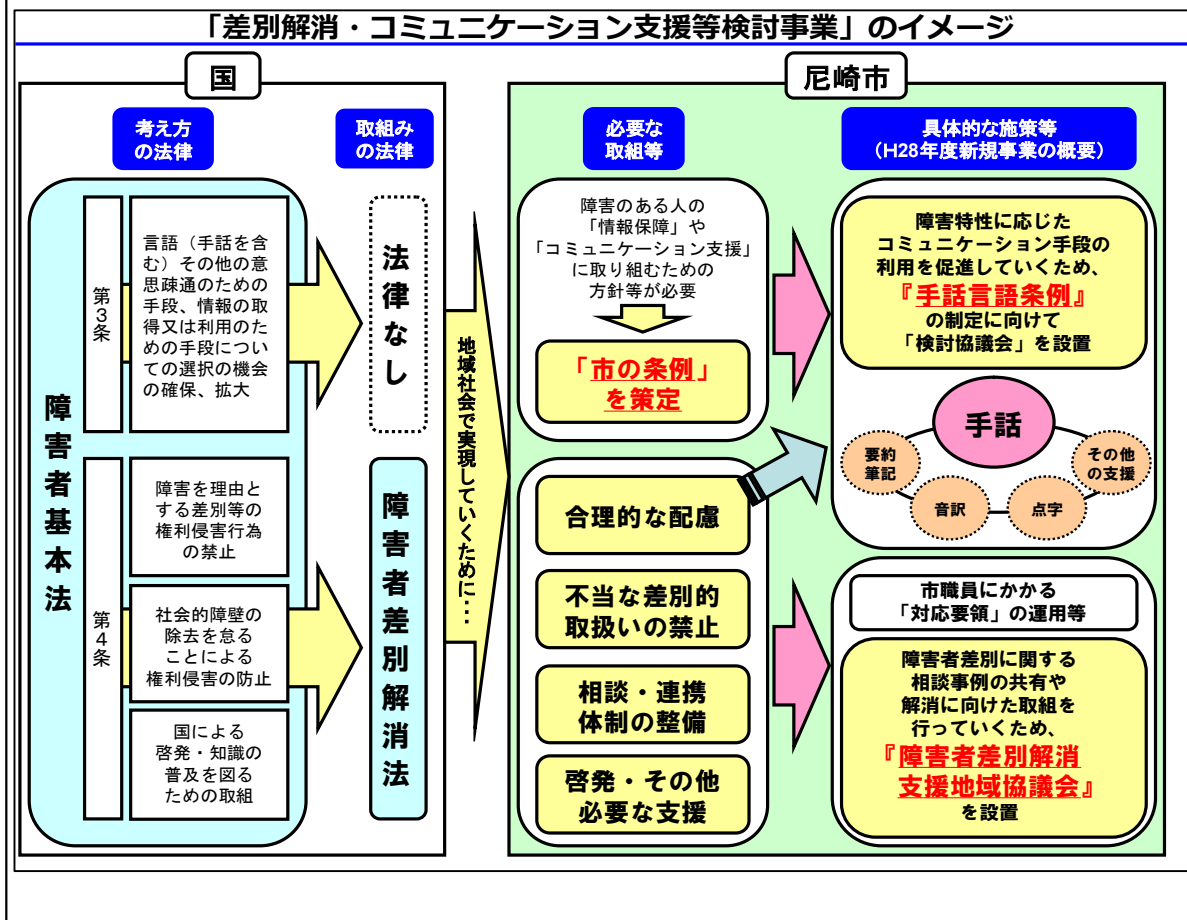 「差別解消・コミュニケーション支援等検討事業」のイメージ
国
考え方
の法律
取組み
の法律
障害者基本法
第3条
言語（手話を含
む）その他の意
思疎通のための
手段、情報の取
得又は利用のた
めの手段につい
ての選択の機会
の確保、拡大
法律なし
第4条
障害を理由と
する差別等の
権利侵害行為
の禁止
社会的障壁の
除去を怠る
ことによる
権利侵害の防止
国による
啓発・知識の
普及を図る
ための取組
障害者差別解消法
地域社会で実現していくために・・・
尼崎市
必要な
取組等
具体的な施策等
（H28年度新規事業の概要）
障害のある人の
「情報保障」や
「コミュニケーション支援」
に取り組むための
方針等が必要
「市の条例」
を策定
合理的な配慮
不当な差別的
取扱いの禁止
相談・連携
体制の整備
啓発・その他
必要な支援
障害特性に応じた
コミュニケーション手段の
利用を促進していくため、
『手話言語条例』
の制定に向けて
「検討協議会」を設置
手話
要約
筆記
音訳
点字
その他
の支援
市職員にかかる
「対応要領」の運用等
障害者差別に関する
相談事例の共有や
解消に向けた取組を
行っていくため、
『障害者差別解消
支援地域協議会』
を設置